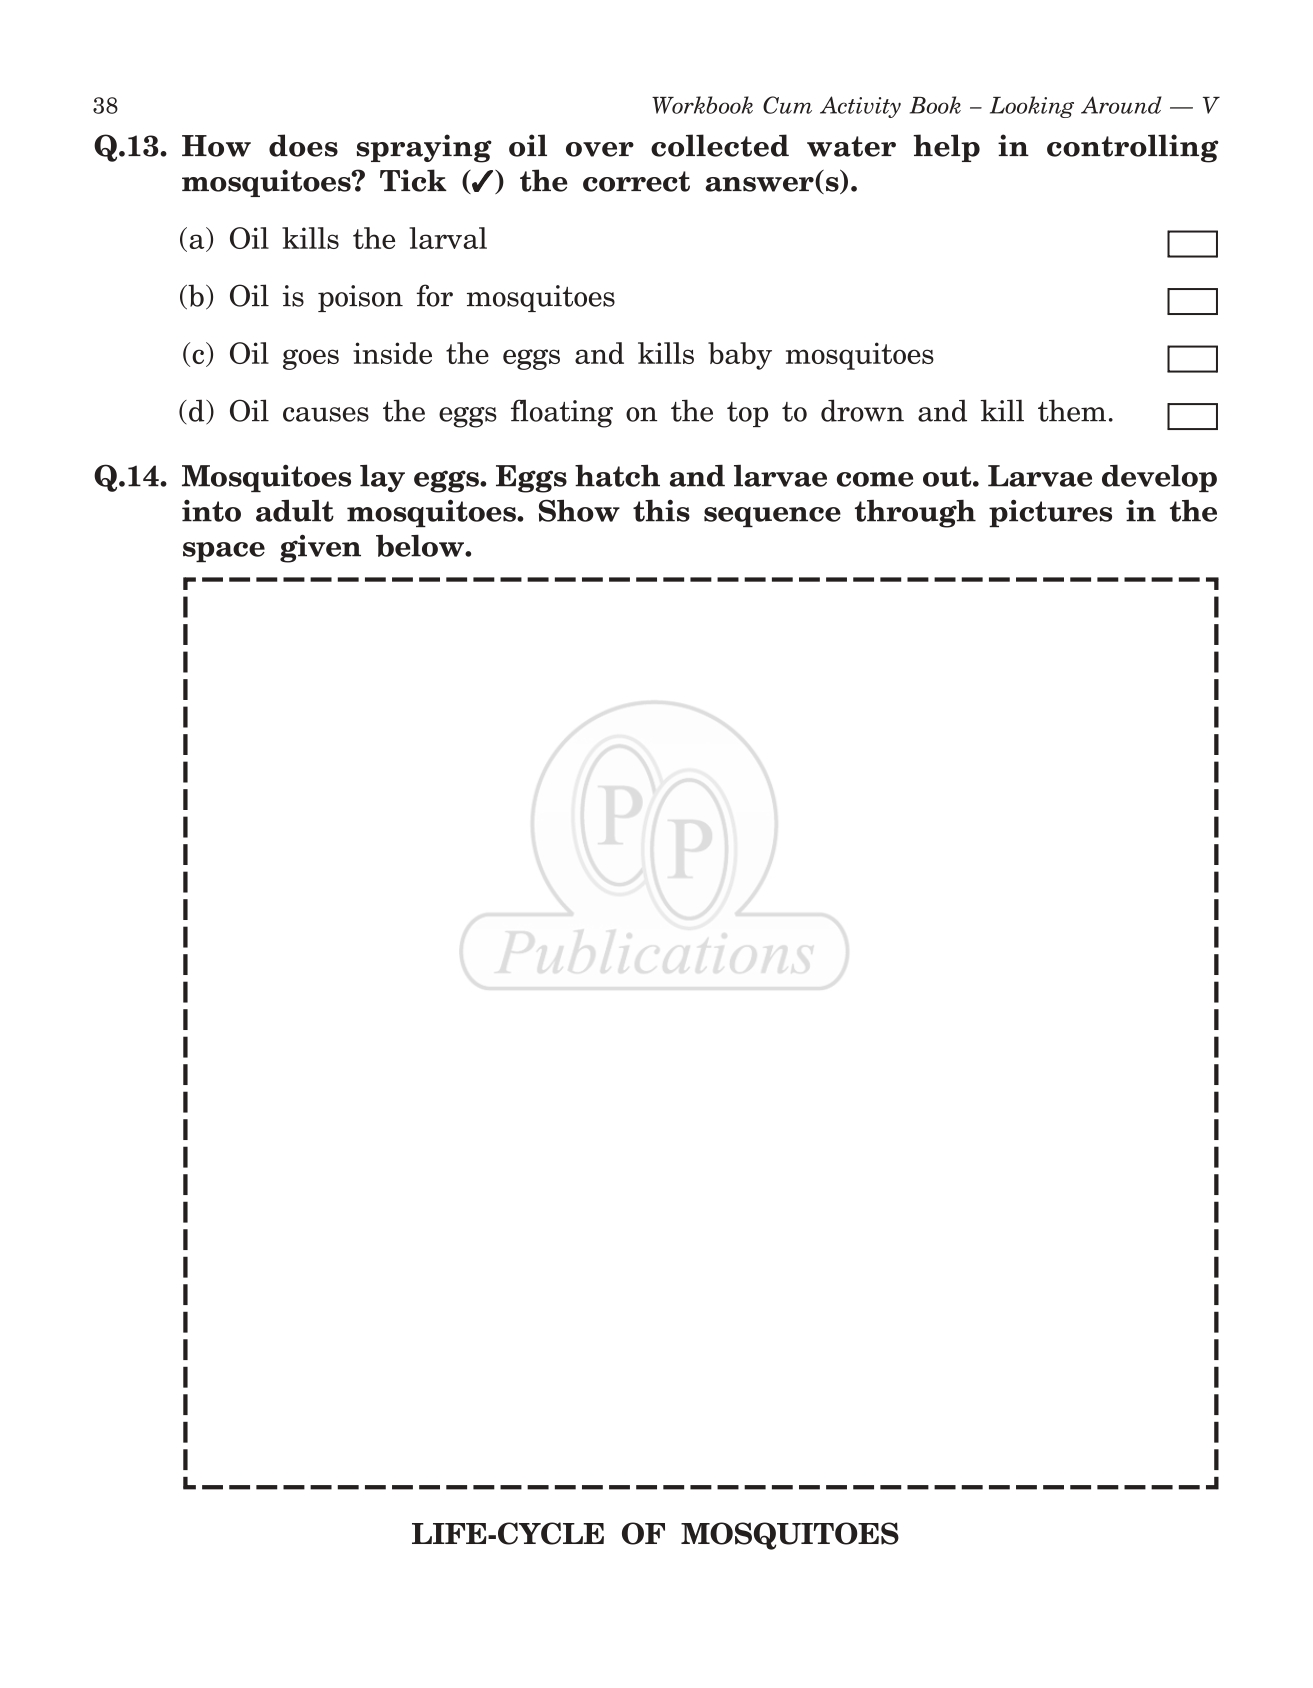 38 Workbook Cum Activity Book – Looking Around — V
Q.13. How does spraying oil over collected water help in controlling
mosquitoes? Tick (✓) the correct answer(s).
(a) Oil kills the larval
(b) Oil is poison for mosquitoes
(c) Oil goes inside the eggs and kills baby mosquitoes
(d) Oil causes the eggs floating on the top to drown and kill them.
Q.14. Mosquitoes lay eggs. Eggs hatch and larvae come out. Larvae develop
into adult mosquitoes. Show this sequence through pictures in the
space given below.
P
P
Publications
LIFE-CYCLE OF MOSQUITOES